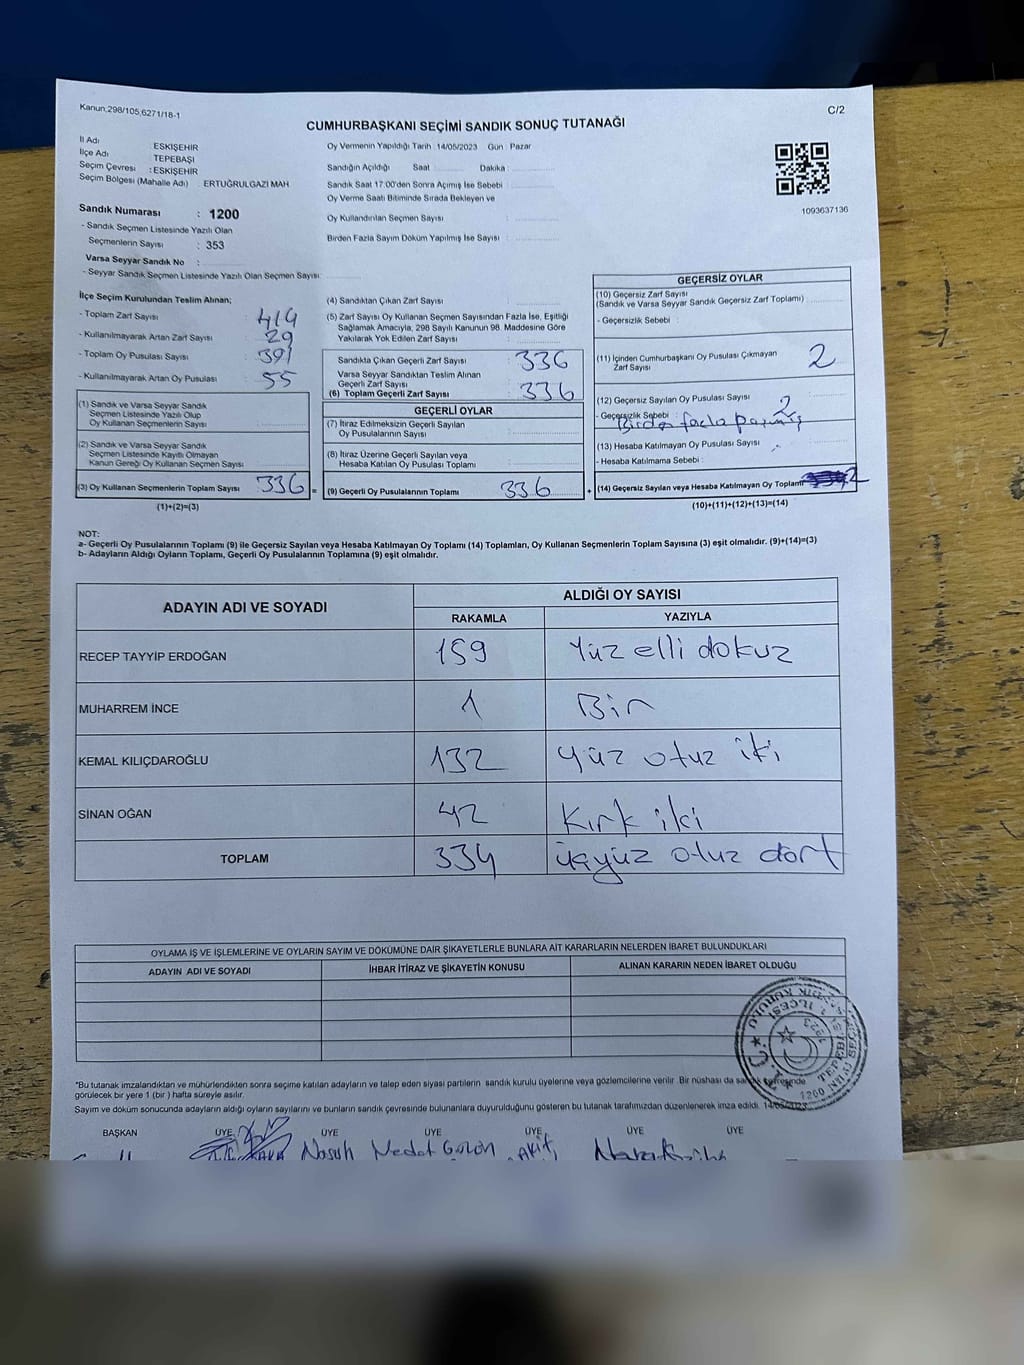 Kanun.298/105,6271/18-1
C/2
CUMHURBAŞKANI SEÇİMİ SANDIK SONUÇ TUTANAĞI
İl Adı : ESKİŞEHİR
İlçe Adı : TEPEBAŞI
Seçim Çevresi : ESKİŞEHİR
Seçim Bölgesi (Mahalle Adı) : ERTUĞRULGAZİ MAH.
Sandık Numarası : 1200
- Sandık Seçmen Listesinde Yazılı Olan
Seçmenlerin Sayısı : 353
Varsa Seyyar Sandık No :
- Seyyar Sandık Seçmen Listesinde Yazılı Olan Seçmen Sayısı:
Oy Vermenin Yapıldığı Tarih :14/05/2023 Gün : Pazar
Sandığın Açıldığı Saat Dakika :
Sandık Saat 17:00'den Sonra Açımış İse Sebebi :
Oy Verme Saati Bitiminde Sırada Bekleyen ve
Oy Kullandırılan Seçmen Sayısı :
Birden Fazla Sayım Döküm Yapılmış İse Sayısı :
1093637136
İlçe Seçim Kurulundan Teslim Alınan;
- Toplam Zarf Sayısı 414
- Kullanılmayarak Artan Zarf Sayısı 29
- Toplam Oy Pusulası Sayısı 391
- Kullanılmayarak Artan Oy Pusulası 55
(1) Sandık ve Varsa Seyyar Sandık
Seçmen Listesinde Yazılı Olup
Oy Kullanan Seçmenlerin Sayısı
(2) Sandık ve Varsa Seyyar Sandık
Seçmen Listesinde Kayıtlı Olmayan
Kanun Gereği Oy Kullanan Seçmen Sayısı
(3) Oy Kullanan Seçmenlerin Toplam Sayısı 336
(1)+(2)=(3)
=
(4) Sandıktan Çıkan Zarf Sayısı :
(5) Zarf Sayısı Oy Kullanan Seçmen Sayısından Fazla İse, Eşitliği
Sağlamak Amacıyla, 298 Sayılı Kanunun 98. Maddesine Göre
Yakılarak Yok Edilen Zarf Sayısı
Sandıkta Çıkan Geçerli Zarf Sayısı 336
Varsa Seyyar Sandıktan Teslim Alınan
Geçerli Zarf Sayısı
(6) Toplam Geçerli Zarf Sayısı 336
GEÇERLİ OYLAR
(7) İtiraz Edilmeksizin Geçerli Sayılan
Oy Pusulalarının Sayısı
(8) İtiraz Üzerine Geçerli Sayılan veya
Hesaba Katılan Oy Pusulası Toplamı
(9) Geçerli Oy Pusulalarının Toplamı 336
+
GEÇERSİZ OYLAR
(10) Geçersiz Zarf Sayısı
(Sandık ve Varsa Seyyar Sandık Geçersiz Zarf Toplamı)
- Geçersizlik Sebebi :
(11) İçinden Cumhurbaşkanı Oy Pusulası Çıkmayan
Zarf Sayısı 2
(12) Geçersiz Sayılan Oy Pusulası Sayısı 2
- Geçersizlik Sebebi : Birden fazla
(13) Hesaba Katılmayan Oy Pusulası Sayısı
- Hesaba Katılmama Sebebi :
(14) Geçersiz Sayılan veya Hesaba Katılmayan Oy Toplamı 2
(10)+(11)+(12)+(13)=(14)
NOT:
a- Geçerli Oy Pusulalarının Toplamı (9) ile Geçersiz Sayılan veya Hesaba Katılmayan Oy Toplamı (14) Toplamları, Oy Kullanan Seçmenlerin Toplam Sayısına (3) eşit olmalıdır. (9)+(14)=(3)
b- Adayların Aldığı Oyların Toplamı, Geçerli Oy Pusulalarının Toplamına (9) eşit olmalıdır.
ADAYIN ADI VE SOYADI
ALDIĞI OY SAYISI
RAKAMLA YAZIYLA
RECEP TAYYİP ERDOĞAN 159 Yüz elli dokuz
MUHARREM İNCE 1 Bir
KEMAL KILIÇDAROĞLU 132 yüz otuz iki
SİNAN OĞAN 42 Kırk iki
TOPLAM 334 üçyüz otuz dört
OYLAMA İŞ VE İŞLEMLERİNE VE OYLARIN SAYIM VE DÖKÜMÜNE DAİR ŞİKAYETLERLE BUNLARA AİT KARARLARIN NELERDEN İBARET BULUNDUKLARI
ADAYIN ADI VE SOYADI İHBAR İTİRAZ VE ŞİKAYETİN KONUSU ALINAN KARARIN NEDEN İBARET OLDUĞU
*Bu tutanak imzalandıktan ve mühürlendikten sonra seçime katılan adayların ve talep eden siyasi partilerin sandık kurulu üyelerine veya gözlemcilerine verilir. Bir nüshası da sandık çevresinde
görülecek bir yere 1 (bir ) hafta süreyle asılır.
Sayım ve döküm sonucunda adayların aldığı oyların sayılarını ve bunların sandık çevresinde bulunanlara duyurulduğunu gösteren bu tutanak tarafımızdan düzenlenerek imza edildi. 14/05/2023
BAŞKAN ÜYE ÜYE ÜYE ÜYE ÜYE ÜYE
Nasuh Nedat AKİF